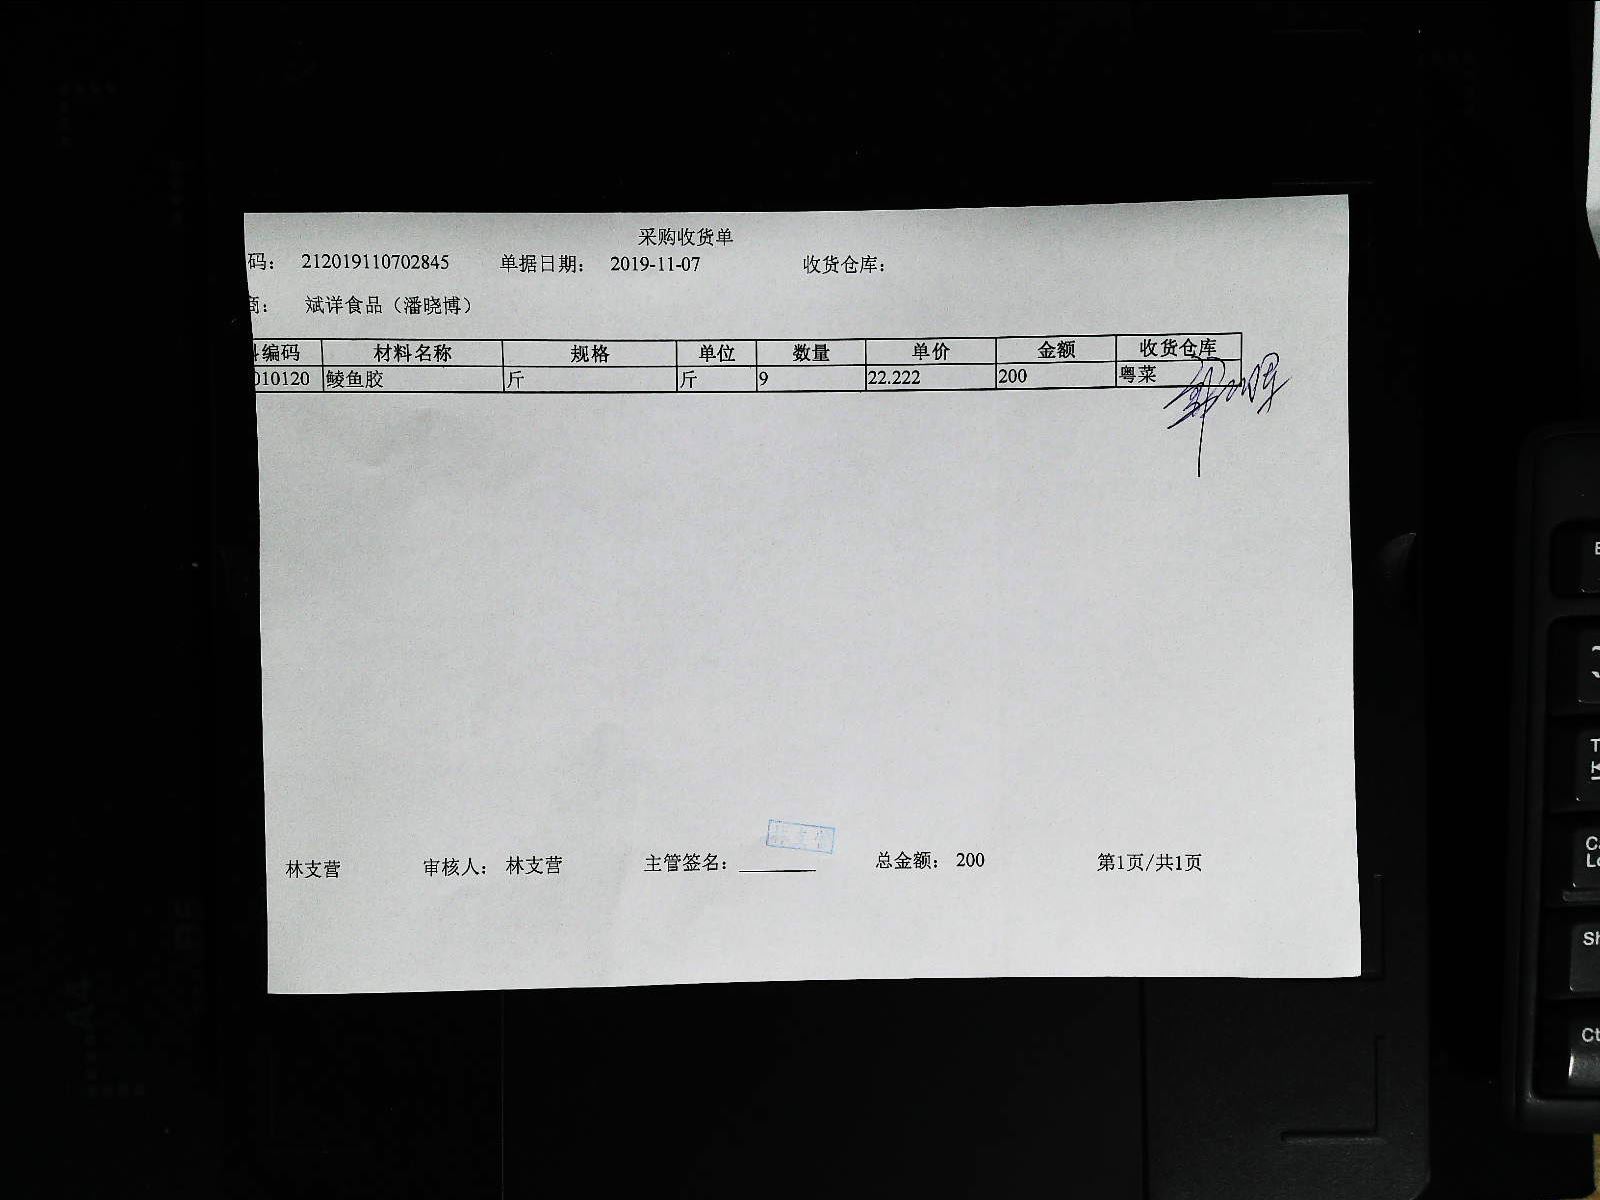 采购收货单
码： 212019110702845 单据日期： 2019-11-07 收货仓库：
商： 斌详食品（潘晓博）
编码 材料名称 规格 单位 数量 单价 金额 收货仓库
010120 鲮鱼胶 斤 斤 9 22.222 200 粤菜
林支营 审核人： 林支营 主管签名： 总金额： 200 第1页/共1页